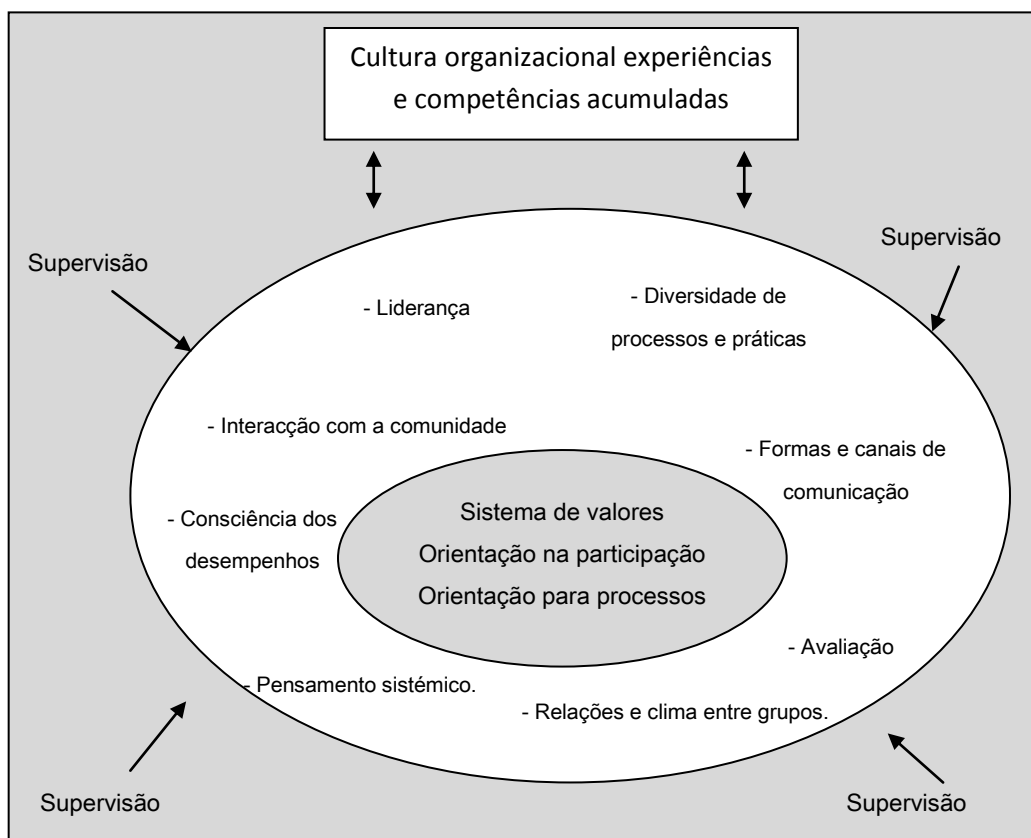 Cultura organizacional experiências
e competências acumuladas
Supervisão
Supervisão
- Liderança
- Diversidade de
processos e práticas
- Interacção com a comunidade
- Formas e canais de
comunicação
- Consciência dos
desempenhos
Sistema de valores
Orientação na participação
Orientação para processos
- Avaliação
- Pensamento sistémico.
- Relações e clima entre grupos.
Supervisão
Supervisão